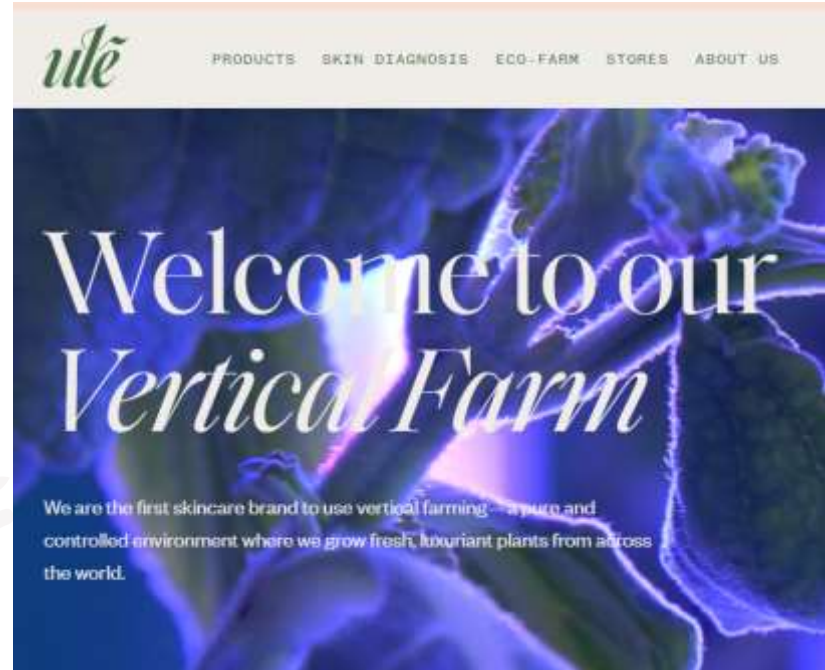 ulé
PRODUCTS SKIN DIAGNOSIS ECO-FARM STORES ABOUT US
Welcome to our
Vertical Farm
We are the first skincare brand to use vertical farming – a pure and
controlled environment where we grow fresh, luxuriant plants from across
the world.